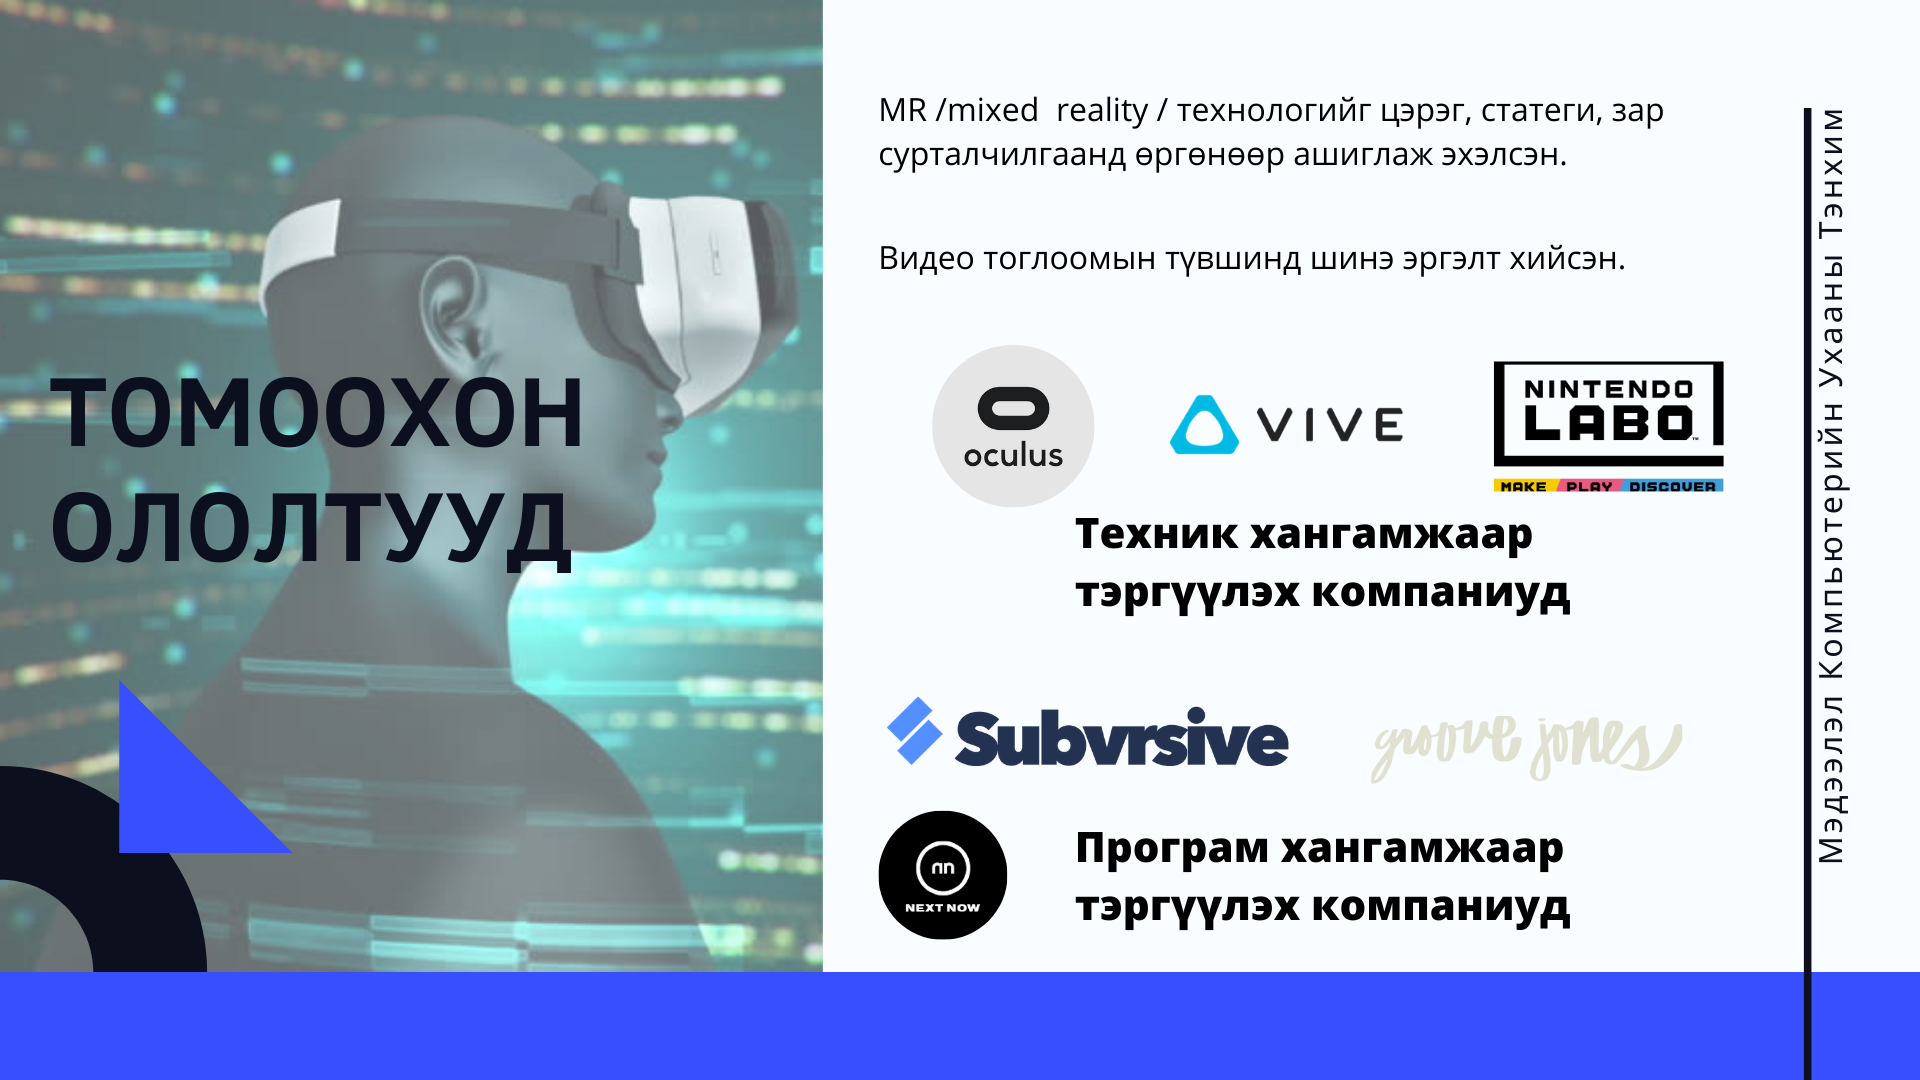 ТОМООХОН
ОЛОЛТУУД
MR /mixed  reality / технологийг цэрэг, статеги, зар
сурталчилгаанд өргөнөөр ашиглаж эхэлсэн.
Видео тоглоомын түвшинд шинэ эргэлт хийсэн.
oculus
VIVE
NINTENDO
LABO™
MAKE PLAY DISCOVER
Техник хангамжаар
тэргүүлэх компаниуд
Subvrsive
groove jones
nn
NEXT NOW
Програм хангамжаар
тэргүүлэх компаниуд
Мэдээлэл Компьютерийн Ухааны Тэнхим